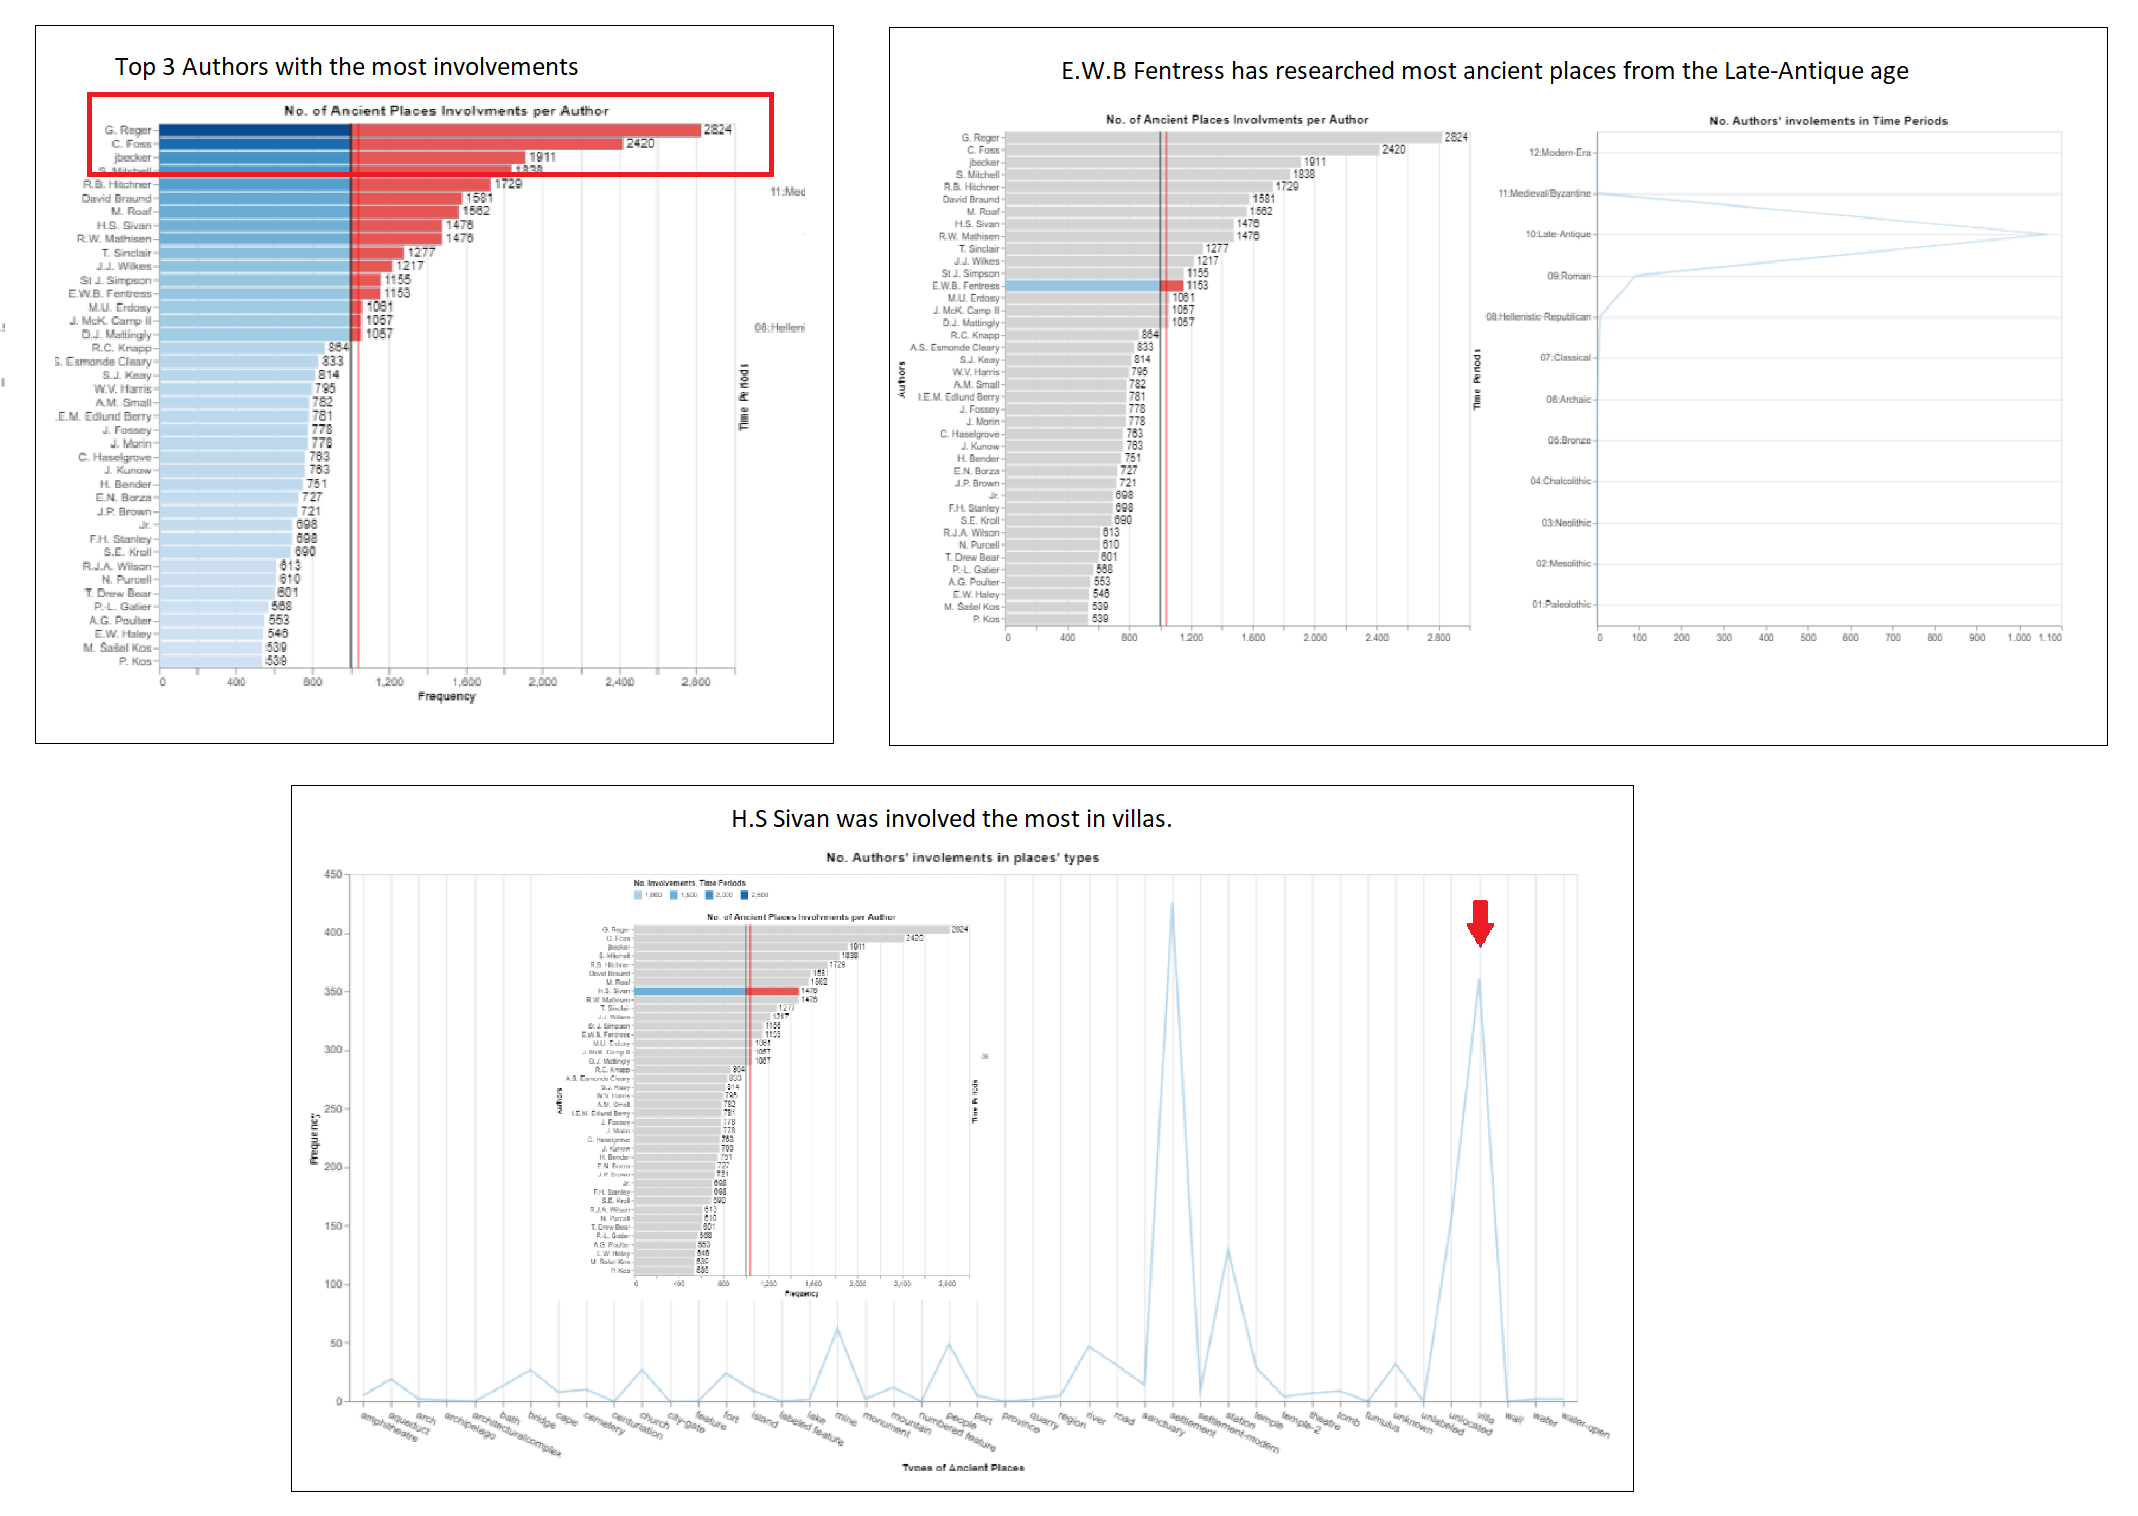 Top 3 Authors with the most involvements
No. of Ancient Places Involvments per Author
G. Reger 2824
C. Foss 2420
jbecker 1911
S. Mitchell 1838
R.B. Hitchner 1729
David Braund 1581
M. Roaf 1562
H.S. Sivan 1476
R.W. Mathisen 1476
T. Sinclair 1277
J.J. Wilkes 1217
St J. Simpson 1155
E.W.B. Fentress 1153
M.U. Erdosy 1061
J. McK. Camp II 1057
D.J. Mattingly 1057
R.C. Knapp 864
S. Esmonde Cleary 833
S.J. Keay 814
W.V. Harris 795
A.M. Small 782
.E.M. Edlund Berry 781
J. Fossey 778
J. Morin 778
C. Haselgrove 763
J. Kunow 763
H. Bender 751
E.N. Borza 727
J.P. Brown 721
Jr. 698
F.H. Stanley 698
S.E. Kroll 690
R.J.A. Wilson 613
N. Purcell 610
T. Drew Bear 601
P.-L. Gatier 568
A.G. Poulter 553
E.W. Haley 546
M. Šašel Kos 539
P. Kos 539
0 400 800 1,200 1,600 2,000 2,400 2,800
Frequency
11:Med
08:Helleni
Time Periods
E.W.B Fentress has researched most ancient places from the Late-Antique age
No. of Ancient Places Involvments per Author
Authors
G. Reger 2824
C. Foss 2420
jbecker 1911
S. Mitchell 1838
R.B. Hitchner 1729
David Braund 1581
M. Roaf 1562
H.S. Sivan 1476
R.W. Mathisen 1476
T. Sinclair 1277
J.J. Wilkes 1217
St J. Simpson 1155
E.W.B. Fentress 1153
M.U. Erdosy 1061
J. McK. Camp II 1057
D.J. Mattingly 1057
R.C. Knapp 864
A.S. Esmonde Cleary 833
S.J. Keay 814
W.V. Harris 795
A.M. Small 782
I.E.M. Edlund Berry 781
J. Fossey 778
J. Morin 778
C. Haselgrove 763
J. Kunow 763
H. Bender 751
E.N. Borza 727
J.P. Brown 721
Jr. 698
F.H. Stanley 698
S.E. Kroll 690
R.J.A. Wilson 613
N. Purcell 610
T. Drew Bear 601
P.-L. Gatier 568
A.G. Poulter 553
E.W. Haley 546
M. Šašel Kos 539
P. Kos 539
0 400 800 1.200 1.600 2.000 2.400 2.800
No. Authors' involements in Time Periods
Time Periods
12:Modern-Era
11:Medieval/Byzantine
10:Late-Antique
09:Roman
08:Hellenistic-Republican
07:Classical
06:Archaic
05:Bronze
04:Chalcolithic
03:Neolithic
02:Mesolithic
01:Paleolothic
0 100 200 300 400 500 600 700 800 900 1.000 1.100
H.S Sivan was involved the most in villas.
No. Authors' involements in places' types
Frequency
450
400
350
300
250
200
150
100
50
0
No. Involvements, Time Periods
1,000 1,500 2,000 2,500
No. of Ancient Places Involvments per Author
Authors
G. Reger 2824
C. Foss 2420
jbecker 1911
S. Mitchell 1838
R.B. Hitchner 1729
David Braund 1581
M. Roaf 1562
H.S. Sivan 1476
R.W. Mathisen 1476
T. Sinclair 1277
J.J. Wilkes 1217
St J. Simpson 1155
E.W.B. Fentress 1153
M.U. Erdosy 1061
J. McK. Camp II 1057
D.J. Mattingly 1057
R.C. Knapp 864
A.S. Esmonde Cleary 833
S.J. Keay 814
W.V. Harris 795
A.M. Small 782
I.E.M. Edlund Berry 781
J. Fossey 778
J. Morin 778
C. Haselgrove 763
J. Kunow 763
H. Bender 751
E.N. Borza 727
J.P. Brown 721
Jr. 698
F.H. Stanley 698
S.E. Kroll 690
R.J.A. Wilson 613
N. Purcell 610
T. Drew Bear 601
P.-L. Gatier 568
A.G. Poulter 553
E.W. Haley 546
M. Šašel Kos 539
P. Kos 539
0 400 800 1,200 1,600 2,000 2,400 2,800
Frequency
Time Periods
amphitheatre aqueduct arch archipelago architecturalcomplex bath bridge cape cemetery centuriation church city-gate feature fort island labeled feature lake mine monument mountain numbered feature people port province quarry region river road sanctuary settlement settlement-modern station temple temple-2 theatre tomb tumulus unknown unlabeled unlocated villa wall water water-open
Types of Ancient Places